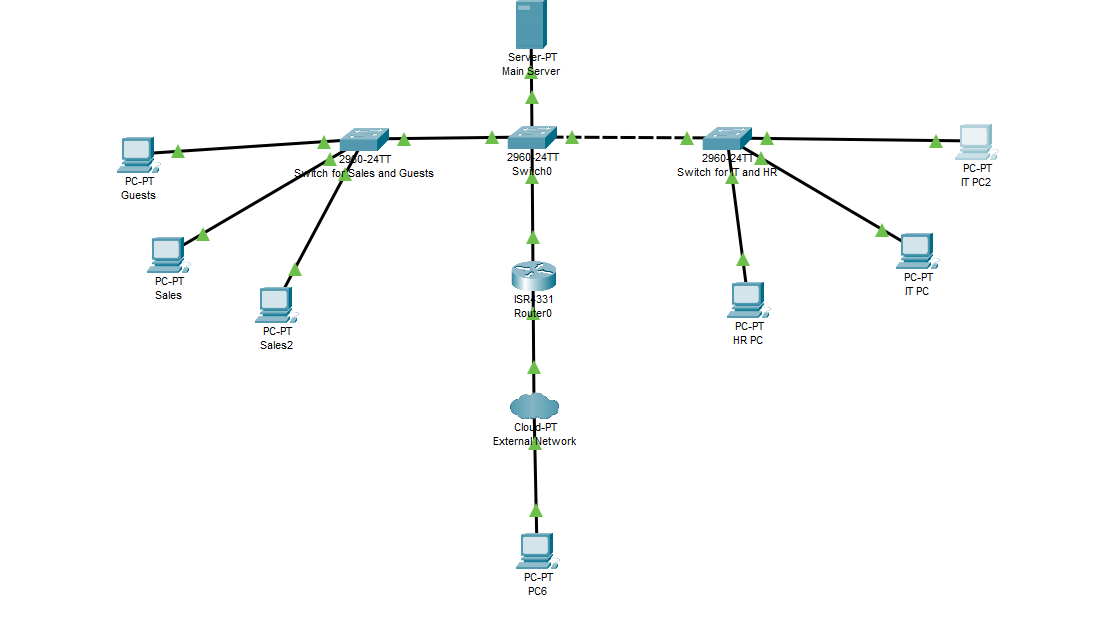 Server-PT
Main Server
2960-24TT
Switch for Sales and Guests
2960-24TT
Switch0
2960-24TT
Switch for IT and HR
PC-PT
IT PC2
PC-PT
Guests
PC-PT
Sales
PC-PT
IT PC
ISR4331
Router0
PC-PT
Sales2
PC-PT
HR PC
Cloud-PT
External Network
PC-PT
PC6